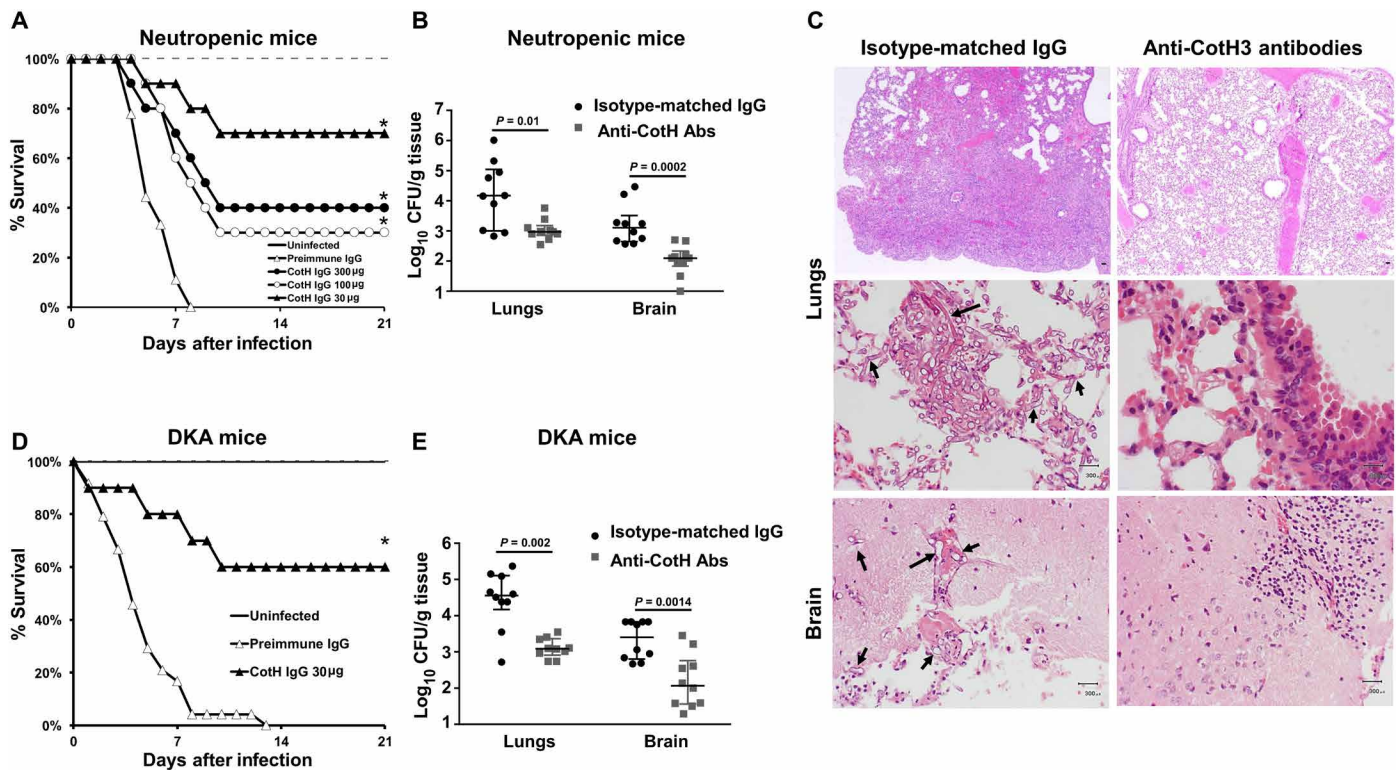 A
Neutropenic mice
% Survival
100%
80%
60%
40%
20%
0%
*
*
*
Uninfected
Preimmune IgG
CotH IgG 300µg
CotH IgG 100µg
CotH IgG 30µg
0
7
14
21
Days after infection
B
Neutropenic mice
Isotype-matched IgG
Anti-CotH Abs
Log10 CFU/g tissue
7
6
5
4
3
2
1
P = 0.01
P = 0.0002
Lungs
Brain
C
Isotype-matched IgG
Anti-CotH3 antibodies
Lungs
300µ
Brain
300µ
300µ
D
DKA mice
% Survival
100%
80%
60%
40%
20%
0%
*
Uninfected
Preimmune IgG
CotH IgG 30µg
0
7
14
21
Days after infection
E
DKA mice
Isotype-matched IgG
Anti-CotH Abs
Log10 CFU/g tissue
6
5
4
3
2
1
P = 0.002
P = 0.0014
Lungs
Brain